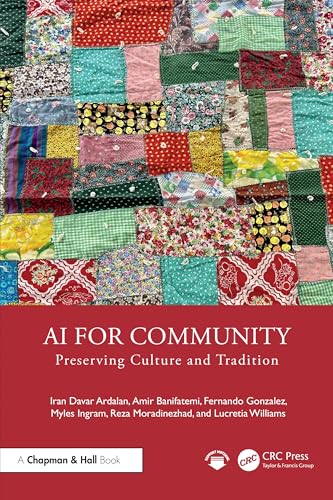 AI FOR COMMUNITY
Preserving Culture and Tradition
Iran Davar Ardalan, Amir Banifatemi, Fernando Gonzalez,
Myles Ingram, Reza Moradinezhad, and Lucretia Williams
A Chapman & Hall Book
CRC
CRC Press
Taylor & Francis Group